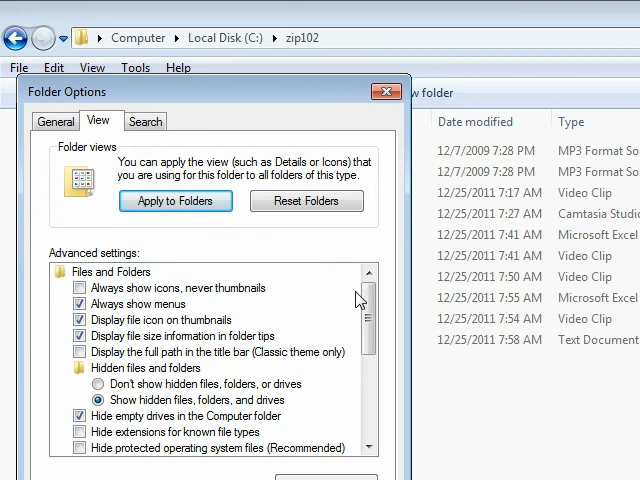 Computer Local Disk (C:) zip102
File Edit View Tools Help
Folder Options
folder
General View Search
Date modified Type
Folder views
You can apply the view (such as Details or Icons) that
you are using for this folder to all folders of this type.
Apply to Folders Reset Folders
Advanced settings:
Files and Folders
Always show icons, never thumbnails
Always show menus
Display file icon on thumbnails
Display file size information in folder tips
Display the full path in the title bar (Classic theme only)
Hidden files and folders
Don't show hidden files, folders, or drives
Show hidden files, folders, and drives
Hide empty drives in the Computer folder
Hide extensions for known file types
Hide protected operating system files (Recommended)
12/7/2009 7:28 PM MP3 Format So
12/7/2009 7:28 PM MP3 Format So
12/25/2011 7:17 AM Video Clip
12/25/2011 7:27 AM Camtasia Studio
12/25/2011 7:41 AM Microsoft Excel
12/25/2011 7:41 AM Video Clip
12/25/2011 7:50 AM Video Clip
12/25/2011 7:55 AM Microsoft Excel
12/25/2011 7:54 AM Video Clip
12/25/2011 7:58 AM Text Document